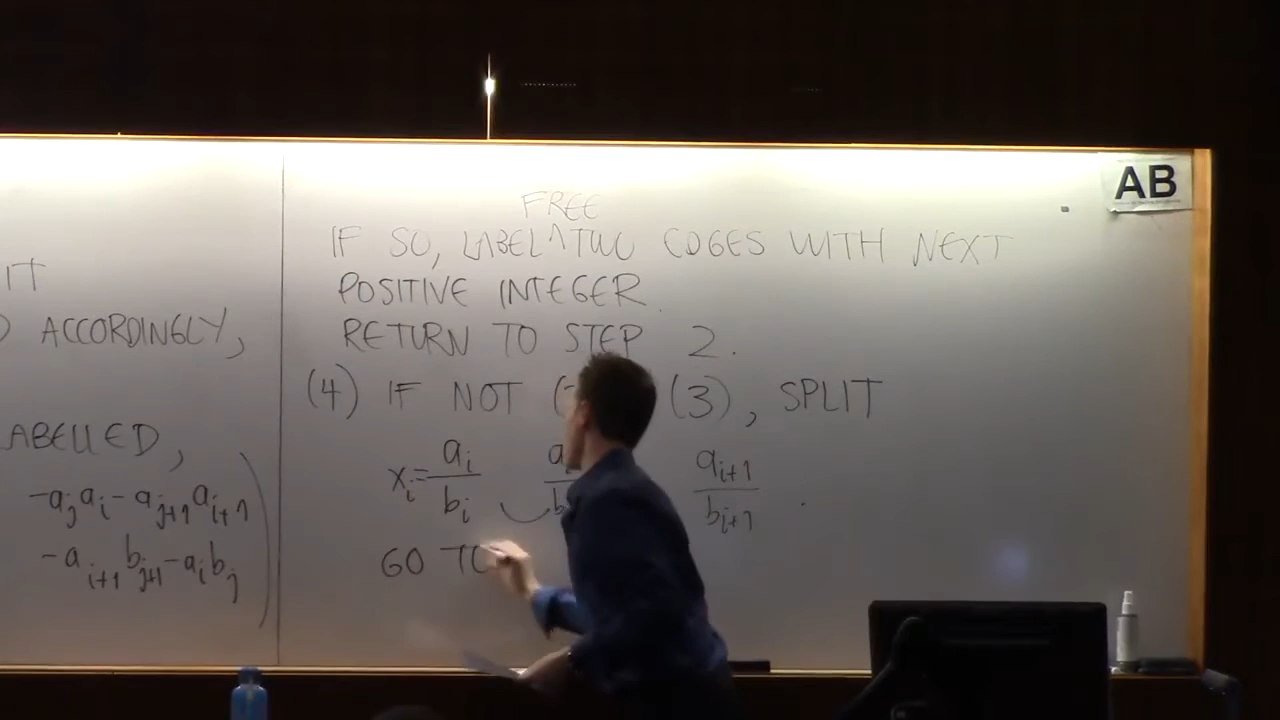 IT
ACCORDINGLY,
LABELLED,
-a_j a_i - a_{j+1} a_{i+1}
-a_{i+1} b_{j+1} - a_i b_j
FREE
IF SO, LABEL ^ TWO EDGES WITH NEXT
POSITIVE INTEGER.
RETURN TO STEP 2.
(4) IF NOT (3), SPLIT
x_i = a_i/b_i a_{i+1}/b_{i+1}
GO TO
AB